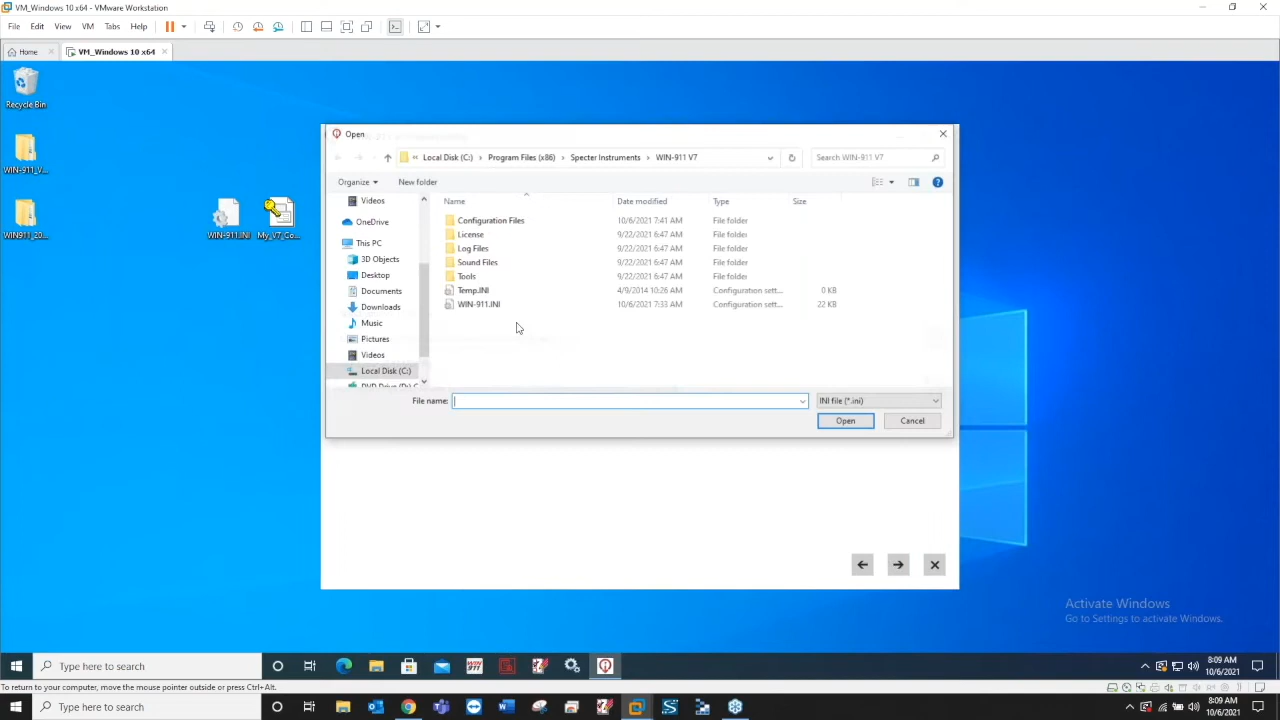 VM_Windows 10 x64 - VMware Workstation
File Edit View VM Tabs Help
Home VM_Windows 10 x64
Recycle Bin
WIN-911_V...
WIN911_20...
WIN-911.INI My_V7_Co...
Open
« Local Disk (C:) > Program Files (x86) > Specter Instruments > WIN-911 V7
Search WIN-911 V7
Organize New folder
Name Date modified Type Size
Videos
OneDrive
This PC
3D Objects
Desktop
Documents
Downloads
Music
Pictures
Videos
Local Disk (C:)
Configuration Files 10/6/2021 7:41 AM File folder
License 9/22/2021 6:47 AM File folder
Log Files 9/22/2021 6:47 AM File folder
Sound Files 9/22/2021 6:47 AM File folder
Tools 9/22/2021 6:47 AM File folder
Temp.INI 4/9/2014 10:26 AM Configuration sett... 0 KB
WIN-911.INI 10/6/2021 7:33 AM Configuration sett... 22 KB
File name: INI file (*.ini)
Open Cancel
Activate Windows
Go to Settings to activate Windows.
Type here to search
8:09 AM
10/6/2021
To return to your computer, move the mouse pointer outside or press Ctrl+Alt.
Type here to search
8:09 AM
10/6/2021